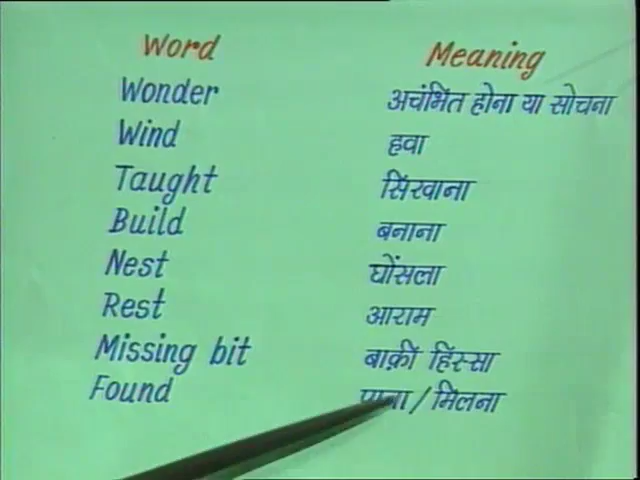 Word Meaning
Wonder अचंभित होना या सोचना
Wind हवा
Taught सिखाना
Build बनाना
Nest घोंसला
Rest आराम
Missing bit बाक़ी हिस्सा
Found पाना / मिलना